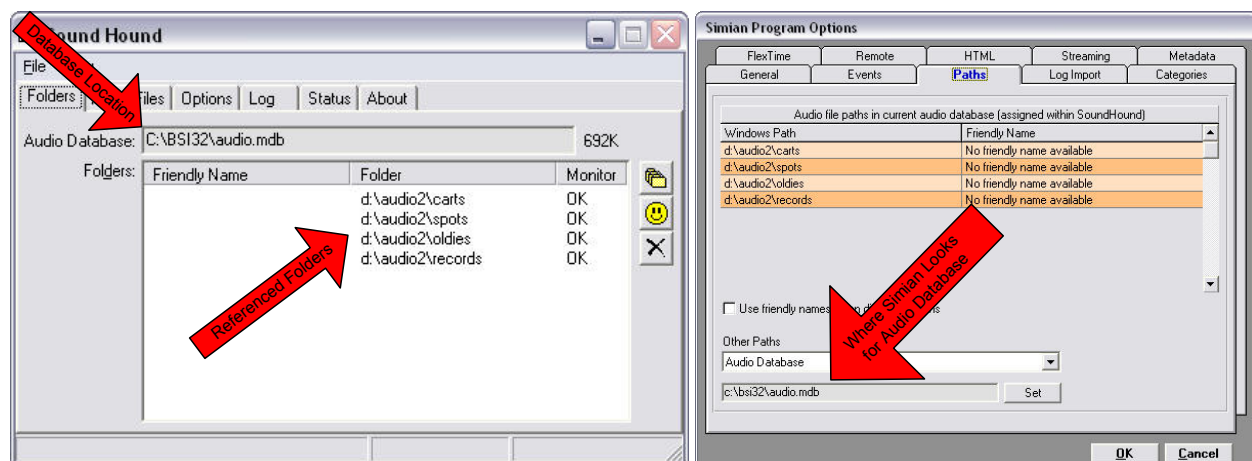 Sound Hound
Database Location
File
Folders
Files
Options
Log
Status
About
Audio Database:
C:\BSI32\audio.mdb
692K
Folders:
Friendly Name
Folder
Monitor
d:\audio2\carts
OK
d:\audio2\spots
OK
d:\audio2\oldies
OK
d:\audio2\records
OK
Referenced Folders
Simian Program Options
FlexTime
Remote
HTML
Streaming
Metadata
General
Events
Paths
Log Import
Categories
Audio file paths in current audio database (assigned within SoundHound)
Windows Path
Friendly Name
d:\audio2\carts
No friendly name available
d:\audio2\spots
No friendly name available
d:\audio2\oldies
No friendly name available
d:\audio2\records
No friendly name available
Where Simian Looks
for Audio Database
Use friendly names
Other Paths
Audio Database
c:\bsi32\audio.mdb
Set
OK
Cancel